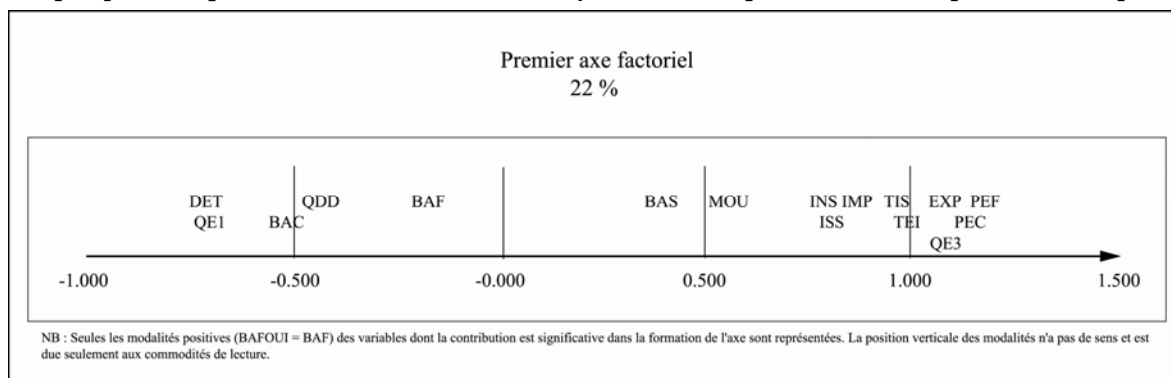 Premier axe factoriel
22 %
DET QDD BAF BAS MOU INS IMP TIS EXP PEF
QE1 BAC ISS TEI PEC
QE3
-1.000 -0.500 -0.000 0.500 1.000 1.500
NB : Seules les modalités positives (BAFOUI = BAF) des variables dont la contribution est significative dans la formation de l'axe sont représentées. La position verticale des modalités n'a pas de sens et est
due seulement aux commodités de lecture.